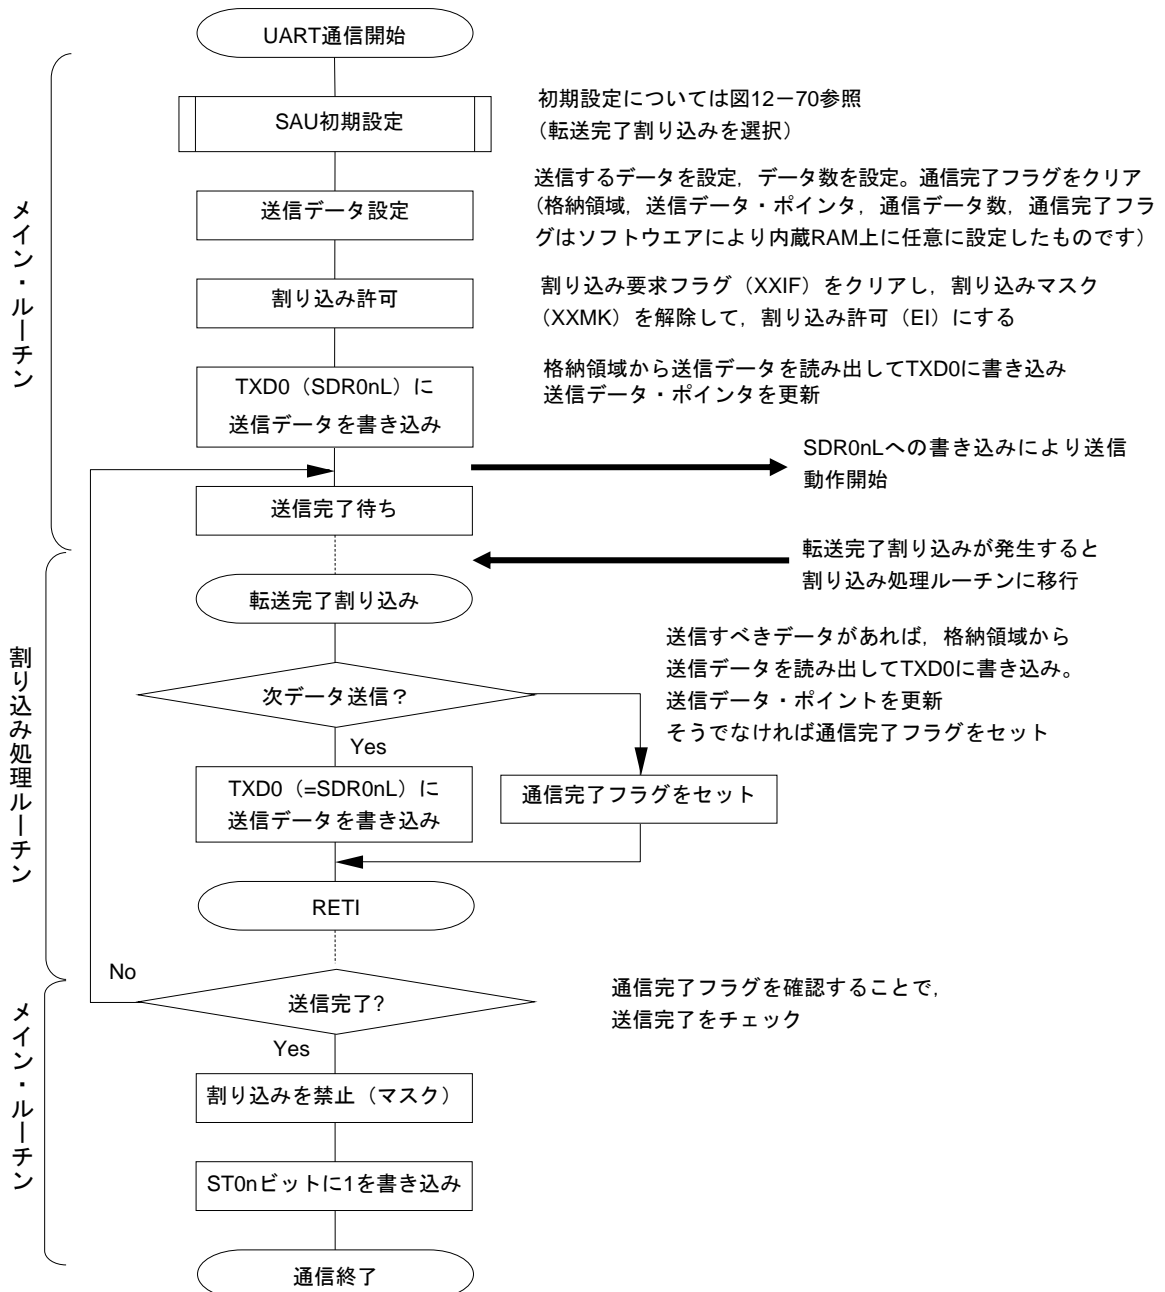 UART通信開始
SAU初期設定
初期設定については図12－70参照
（転送完了割り込みを選択）
送信データ設定
送信するデータを設定，データ数を設定。通信完了フラグをクリア
（格納領域，送信データ・ポインタ，通信データ数，通信完了フラ
グはソフトウエアにより内蔵RAM上に任意に設定したものです）
メイン・ルーチン
割り込み許可
割り込み要求フラグ（XXIF）をクリアし，割り込みマスク
（XXMK）を解除して，割り込み許可（EI）にする
TXD0（SDR0nL）に
送信データを書き込み
格納領域から送信データを読み出してTXD0に書き込み
送信データ・ポインタを更新
SDR0nLへの書き込みにより送信
動作開始
送信完了待ち
転送完了割り込みが発生すると
割り込み処理ルーチンに移行
転送完了割り込み
割り込み処理ルーチン
送信すべきデータがあれば，格納領域から
送信データを読み出してTXD0に書き込み。
送信データ・ポイントを更新
そうでなければ通信完了フラグをセット
次データ送信？
Yes
TXD0（=SDR0nL）に
送信データを書き込み
通信完了フラグをセット
RETI
No
送信完了?
通信完了フラグを確認することで，
送信完了をチェック
Yes
メイン・ルーチン
割り込みを禁止（マスク）
ST0nビットに1を書き込み
通信終了